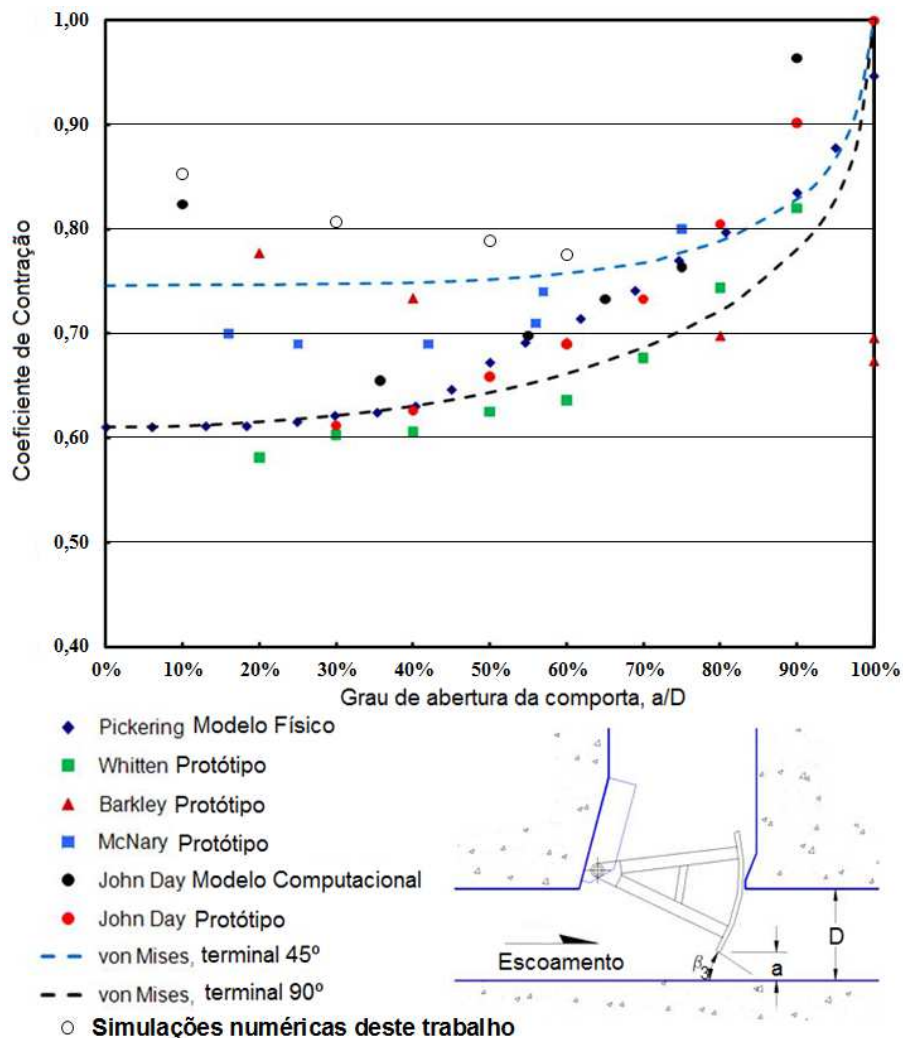 1,00
0,90
0,80
0,70
0,60
0,50
0,40
Coeficiente de Contração
0% 10% 20% 30% 40% 50% 60% 70% 80% 90% 100%
Grau de abertura da comporta, a/D
Pickering Modelo Físico
Whitten Protótipo
Barkley Protótipo
McNary Protótipo
John Day Modelo Computacional
John Day Protótipo
von Mises, terminal 45º
von Mises, terminal 90º
Simulações numéricas deste trabalho
Escoamento
β3
a
D